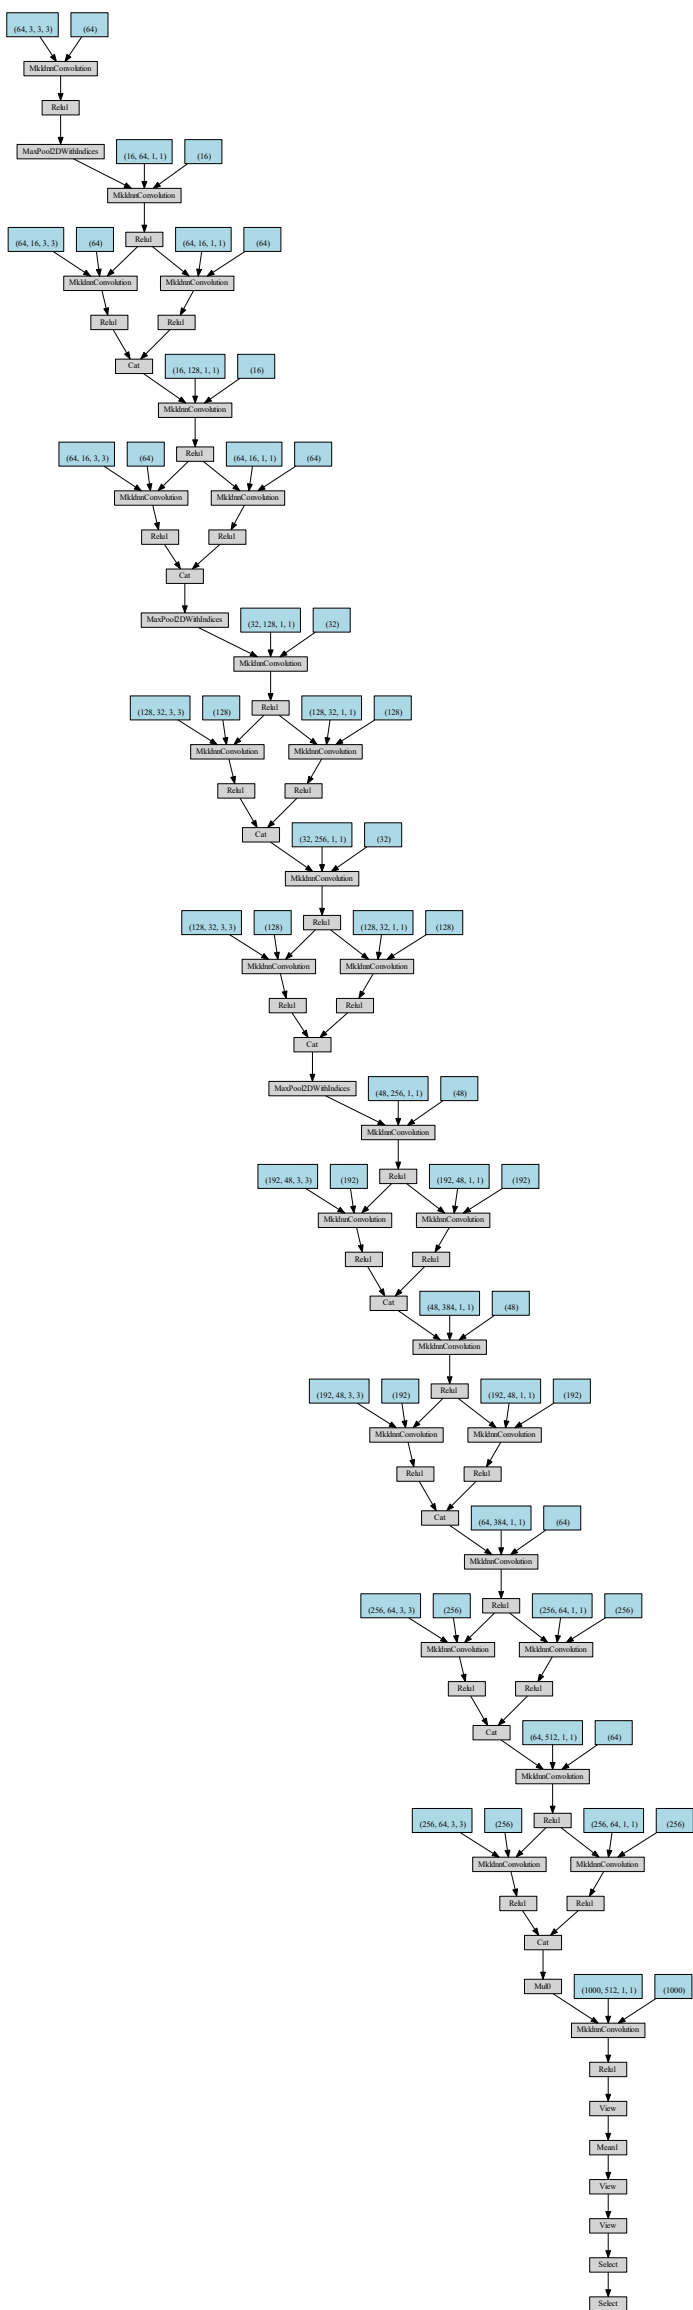 (64, 3, 3, 3) (64)
MkldnnConvolution
Relu1
MaxPool2DWithIndices (16, 64, 1, 1) (16)
MkldnnConvolution
(64, 16, 3, 3) (64) Relu1 (64, 16, 1, 1) (64)
MkldnnConvolution MkldnnConvolution
Relu1 Relu1
Cat (16, 128, 1, 1) (16)
MkldnnConvolution
(64, 16, 3, 3) (64) Relu1 (64, 16, 1, 1) (64)
MkldnnConvolution MkldnnConvolution
Relu1 Relu1
Cat
MaxPool2DWithIndices (32, 128, 1, 1) (32)
MkldnnConvolution
(128, 32, 3, 3) (128) Relu1 (128, 32, 1, 1) (128)
MkldnnConvolution MkldnnConvolution
Relu1 Relu1
Cat (32, 256, 1, 1) (32)
MkldnnConvolution
(128, 32, 3, 3) (128) Relu1 (128, 32, 1, 1) (128)
MkldnnConvolution MkldnnConvolution
Relu1 Relu1
Cat
MaxPool2DWithIndices (48, 256, 1, 1) (48)
MkldnnConvolution
(192, 48, 3, 3) (192) Relu1 (192, 48, 1, 1) (192)
MkldnnConvolution MkldnnConvolution
Relu1 Relu1
Cat (48, 384, 1, 1) (48)
MkldnnConvolution
(192, 48, 3, 3) (192) Relu1 (192, 48, 1, 1) (192)
MkldnnConvolution MkldnnConvolution
Relu1 Relu1
Cat (64, 384, 1, 1) (64)
MkldnnConvolution
(256, 64, 3, 3) (256) Relu1 (256, 64, 1, 1) (256)
MkldnnConvolution MkldnnConvolution
Relu1 Relu1
Cat (64, 512, 1, 1) (64)
MkldnnConvolution
(256, 64, 3, 3) (256) Relu1 (256, 64, 1, 1) (256)
MkldnnConvolution MkldnnConvolution
Relu1 Relu1
Cat
Mul0 (1000, 512, 1, 1) (1000)
MkldnnConvolution
Relu1
View
Mean1
View
View
Select
Select